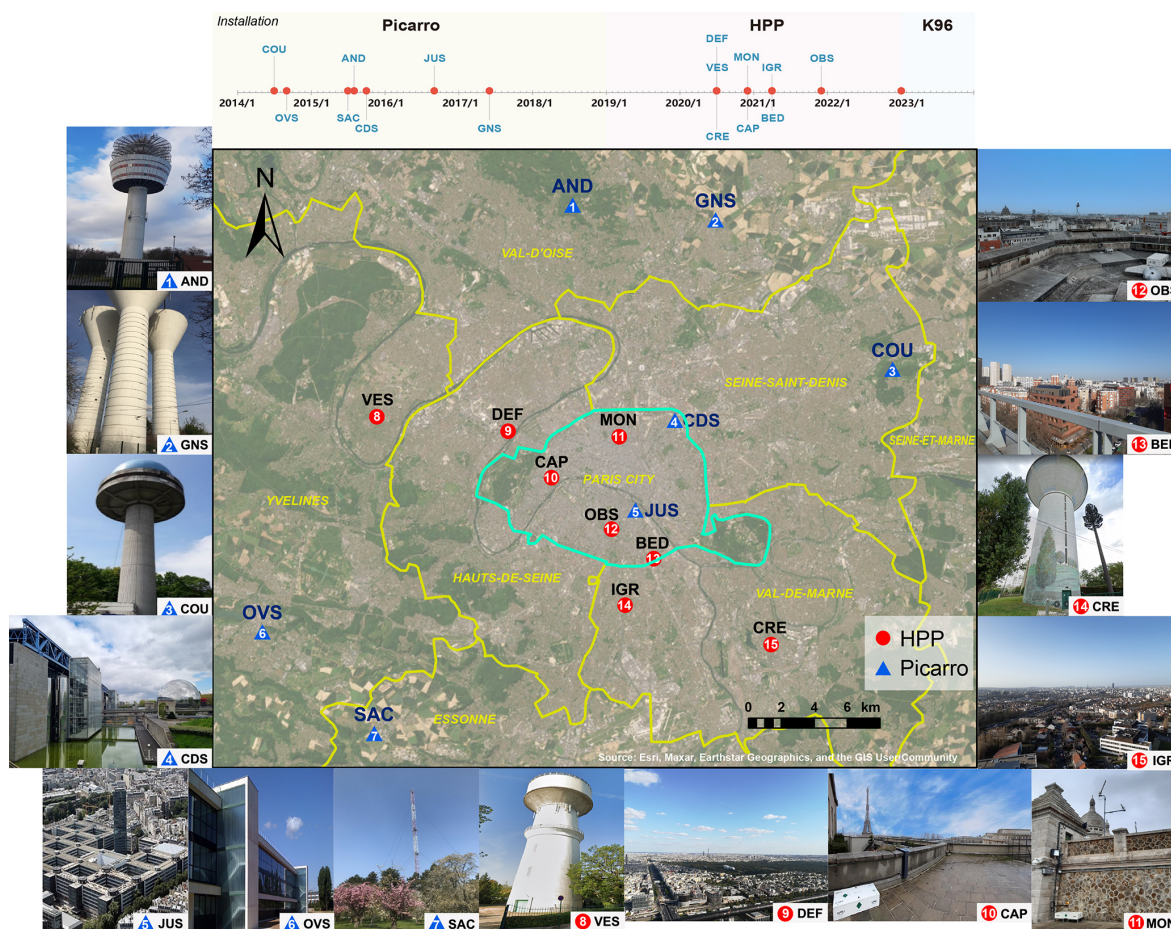 Installation
Picarro
HPP
K96
DEF
COU
AND
JUS
VES
MON
IGR
OBS
2014/1
2015/1
2016/1
2017/1
2018/1
2019/1
2020/1
2021/1
2022/1
2023/1
OVS
SAC
CDS
GNS
CRE
CAP
BED
N
AND
1
GNS
2
VAL-D'OISE
COU
3
SEINE-SAINT-DENIS
VES
8
DEF
9
MON
11
4 CDS
SEINE-ET-MARNE
CAP
10
PARIS CITY
YVELINES
OBS
12
5 JUS
BED
13
HAUTS-DE-SEINE
IGR
14
VAL-DE-MARNE
OVS
6
CRE
15
HPP
Picarro
SAC
7
ESSONNE
0 2 4 6 km
Source: Esri, Maxar, Earthstar Geographics, and the GIS User Community
1 AND
2 GNS
3 COU
4 CDS
5 JUS
6 OVS
7 SAC
8 VES
9 DEF
10 CAP
11 MON
12 OBS
13 BED
14 CRE
15 IGR